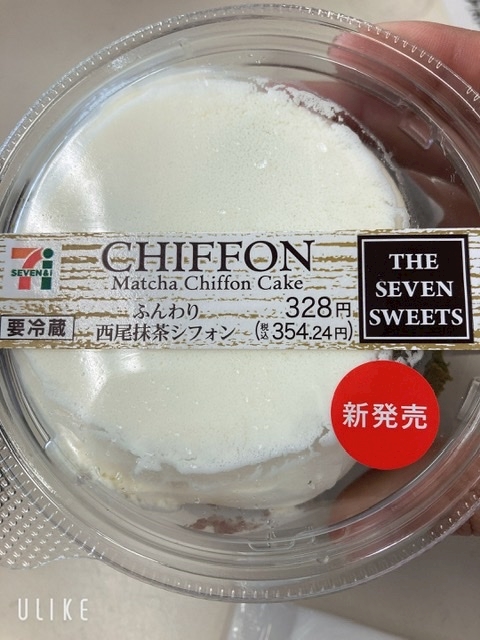 SEVEN&i
CHIFFON
Matcha Chiffon Cake
ふんわり
西尾抹茶シフォン
328円
(税込354.24円)
要冷蔵
THE
SEVEN
SWEETS
新発売
ULIKE